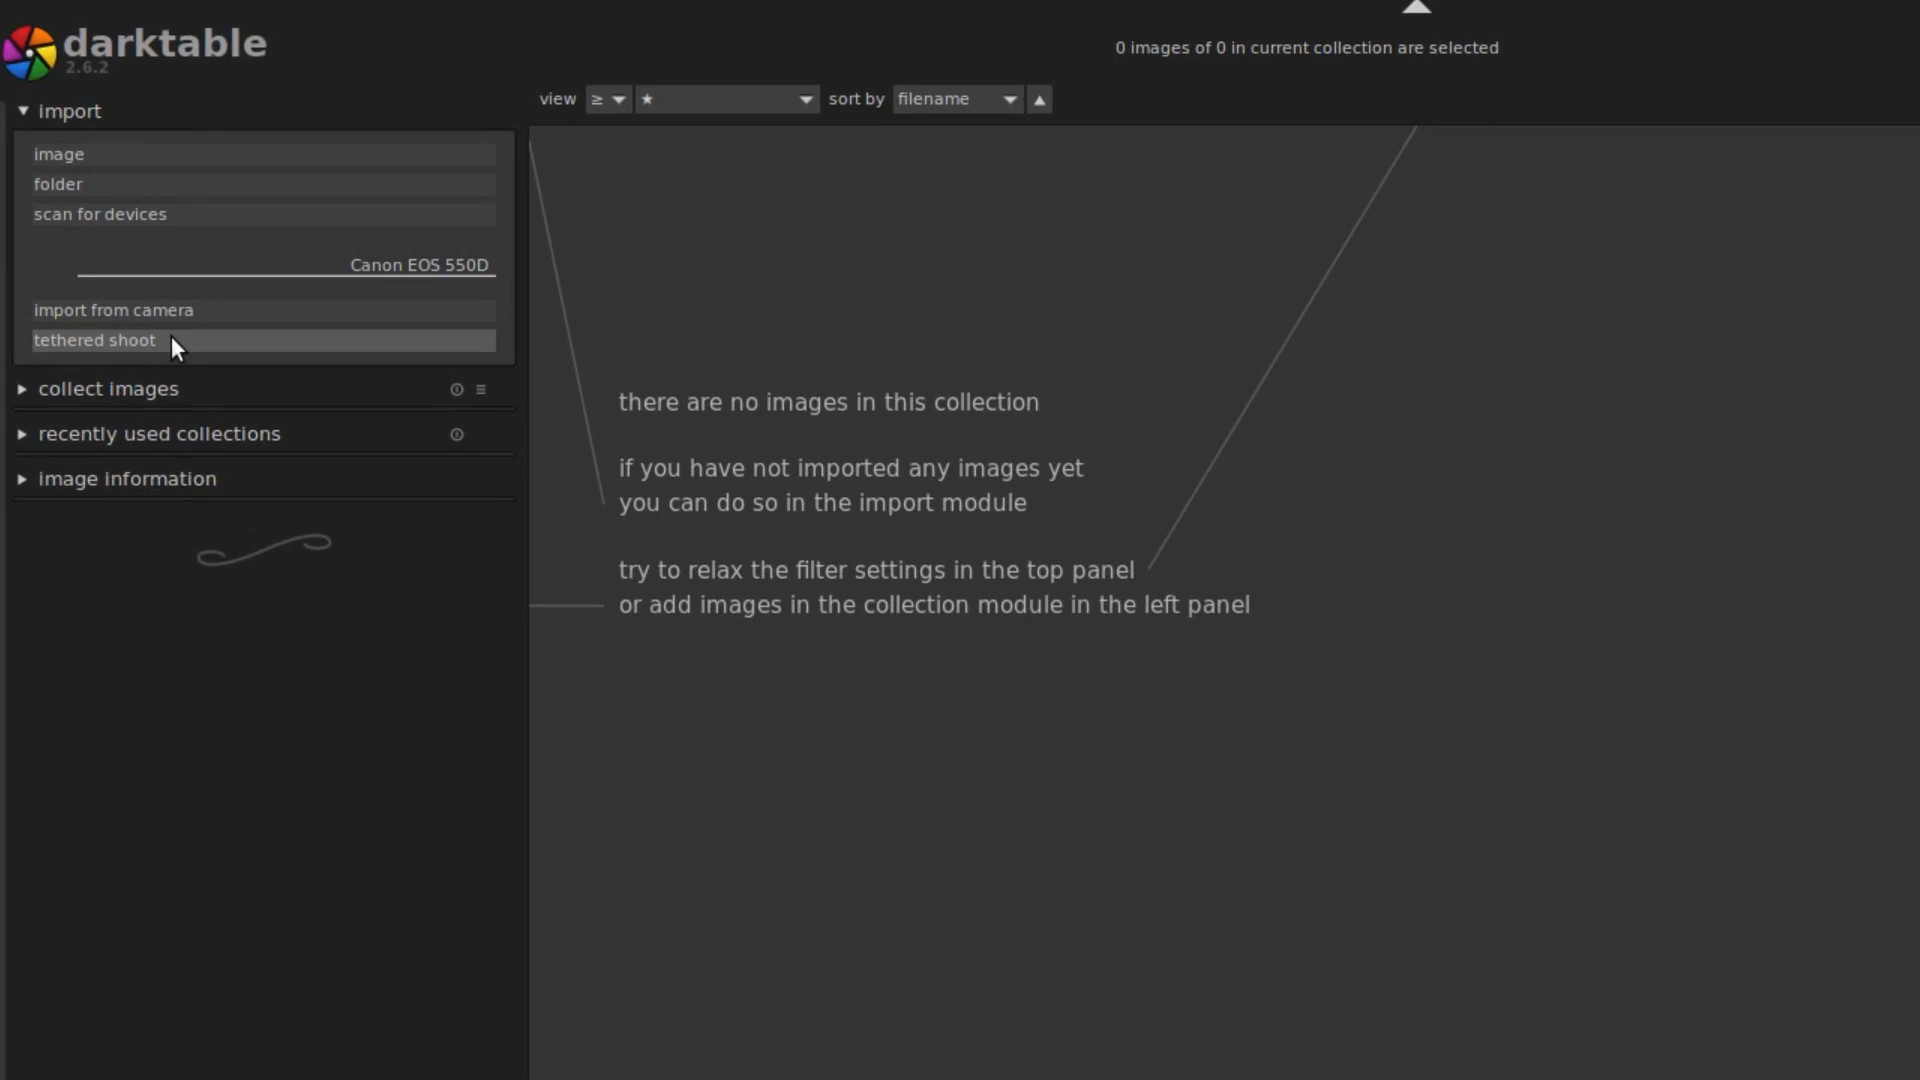 darktable
2.6.2
0 images of 0 in current collection are selected
view ≥ ★ sort by filename
import
image
folder
scan for devices
Canon EOS 550D
import from camera
tethered shoot
collect images
recently used collections
image information
there are no images in this collection
if you have not imported any images yet
you can do so in the import module
try to relax the filter settings in the top panel
or add images in the collection module in the left panel